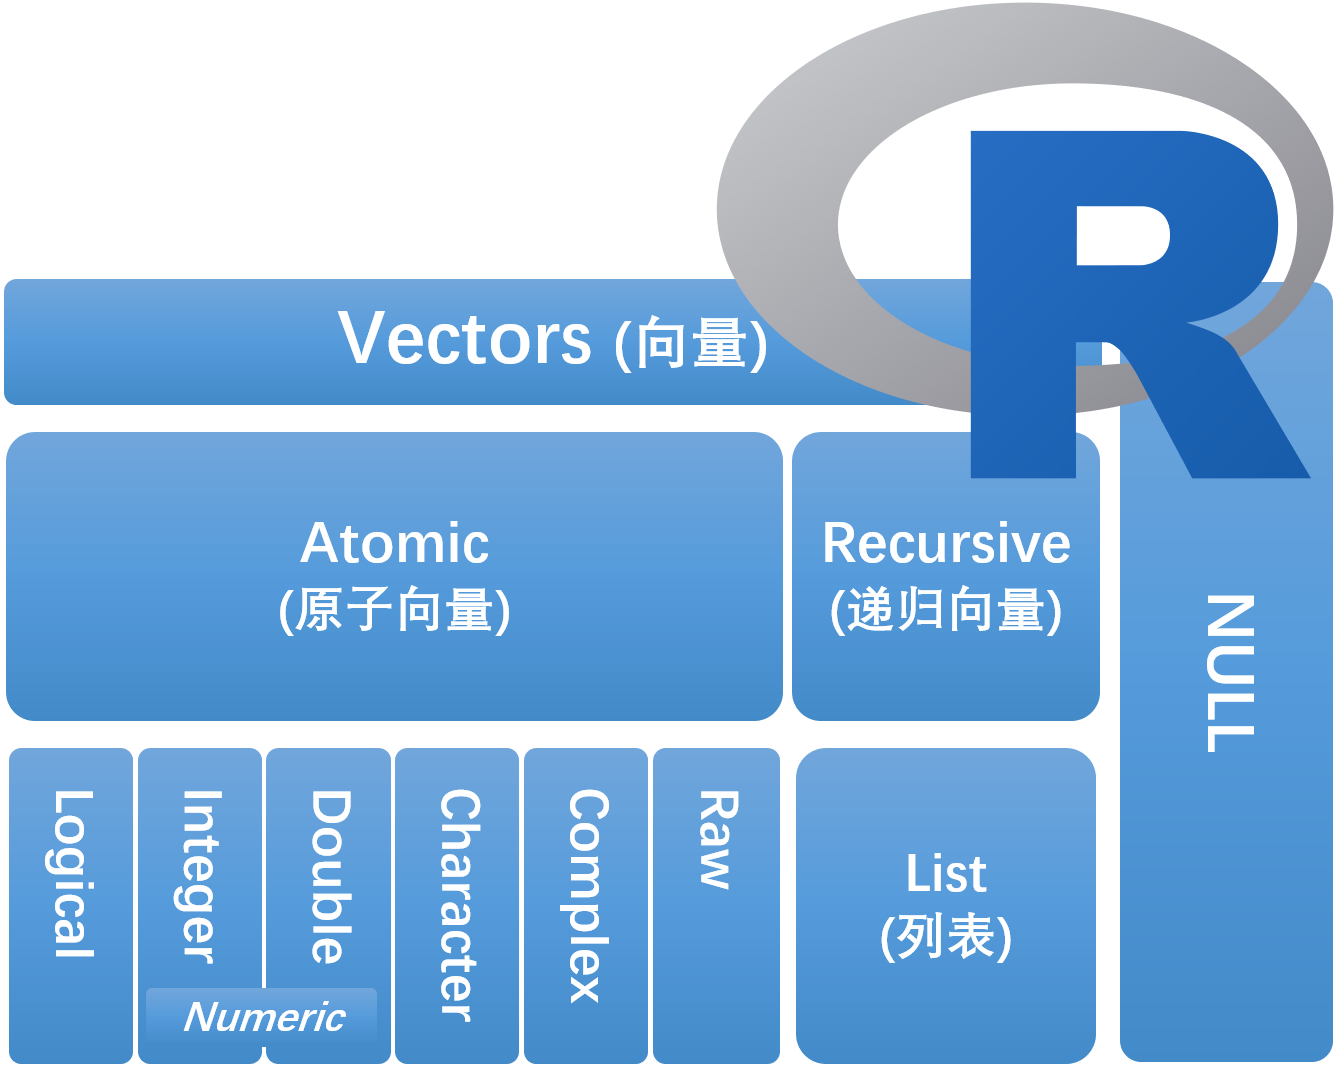 R
Vectors (向量)
Atomic
(原子向量)
Recursive
(递归向量)
NULL
Logical
Integer
Double
Character
Complex
Raw
Numeric
List
(列表)